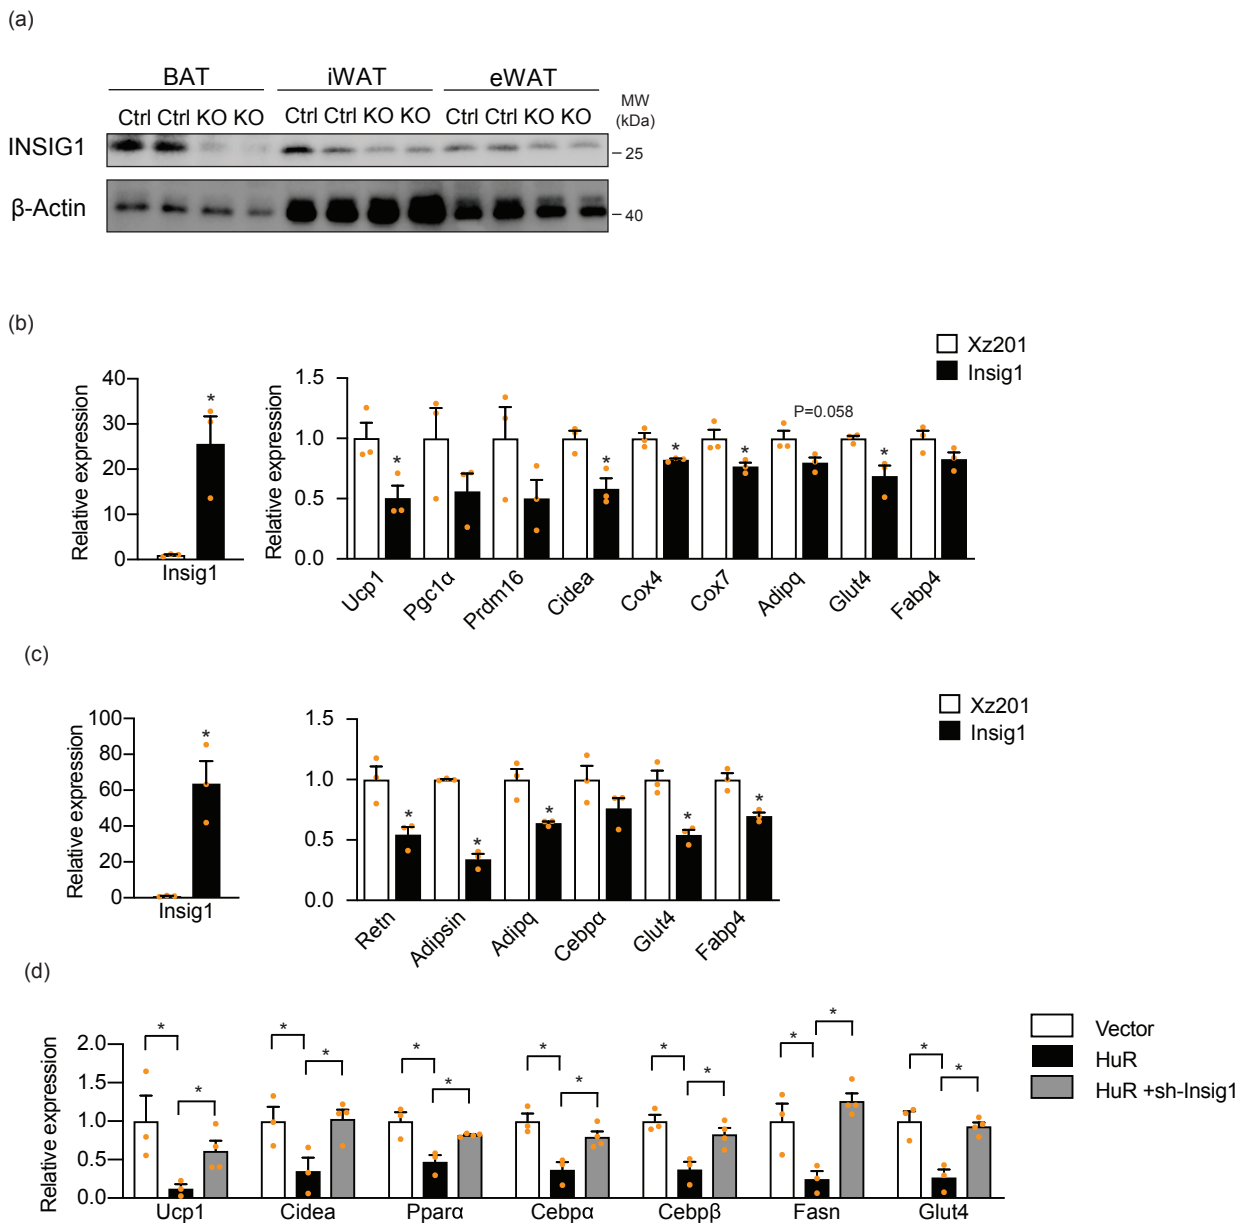 (a)
BAT iWAT eWAT
MW
(kDa)
Ctrl Ctrl KO KO Ctrl Ctrl KO KO Ctrl Ctrl KO KO
INSIG1
25
β-Actin
40
(b)
Xz201
Insig1
Relative expression
40
30
20
10
0
*
Insig1
Relative expression
1.5
1.0
0.5
0.0
* * * * P=0.058 *
Ucp1 Pgc1α Prdm16 Cidea Cox4 Cox7 Adipq Glut4 Fabp4
(c)
Xz201
Insig1
Relative expression
100
80
60
40
20
0
*
Insig1
1.5
1.0
0.5
0.0
* * * * *
Retn Adipsin Adipq Cebpα Glut4 Fabp4
(d)
Vector
HuR
HuR +sh-Insig1
Relative expression
2.0
1.5
1.0
0.5
0.0
* * * * * * * * * * * * * *
Ucp1 Cidea Pparα Cebpα Cebpβ Fasn Glut4